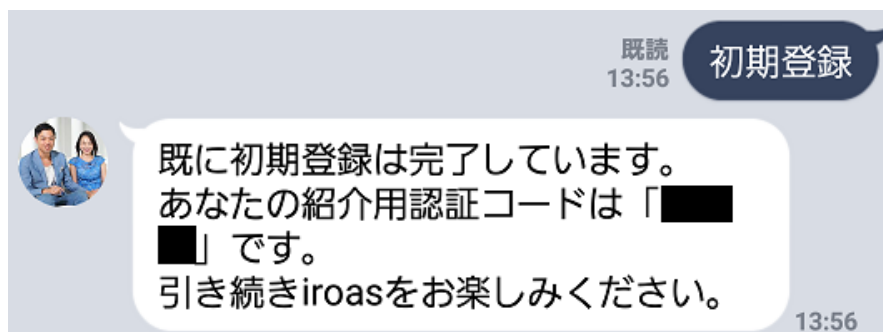 既読
13:56
初期登録
既に初期登録は完了しています。
あなたの紹介用認証コードは「
」です。
引き続きiroasをお楽しみください。
13:56